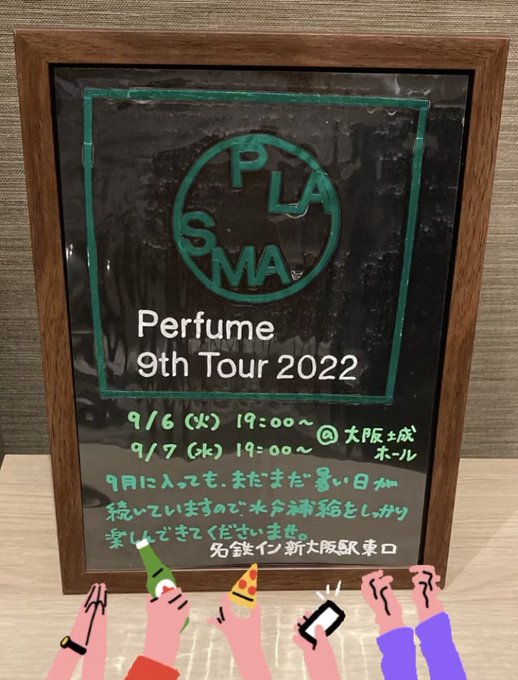 PLA
SMA
Perfume
9th Tour 2022
9/6 (火) 19:00～
9/7 (水) 19:00～
@ 大阪城
ホール
9月に入っても、まだまだ暑い日が
続いていますので水分補給をしっかり
楽しんできてくださいませ。
名鉄イン新大阪駅東口